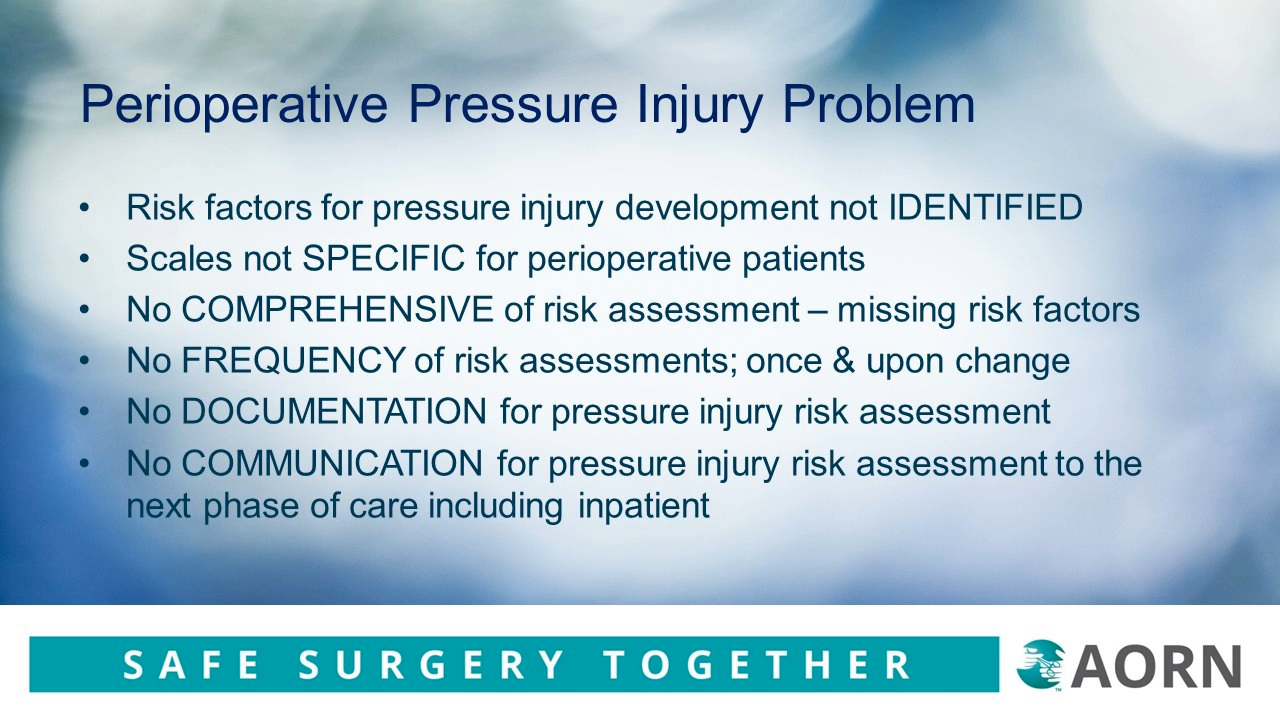 Perioperative Pressure Injury Problem
• Risk factors for pressure injury development not IDENTIFIED
• Scales not SPECIFIC for perioperative patients
• No COMPREHENSIVE of risk assessment – missing risk factors
• No FREQUENCY of risk assessments; once & upon change
• No DOCUMENTATION for pressure injury risk assessment
• No COMMUNICATION for pressure injury risk assessment to the
next phase of care including inpatient
SAFE SURGERY TOGETHER
AORN
™